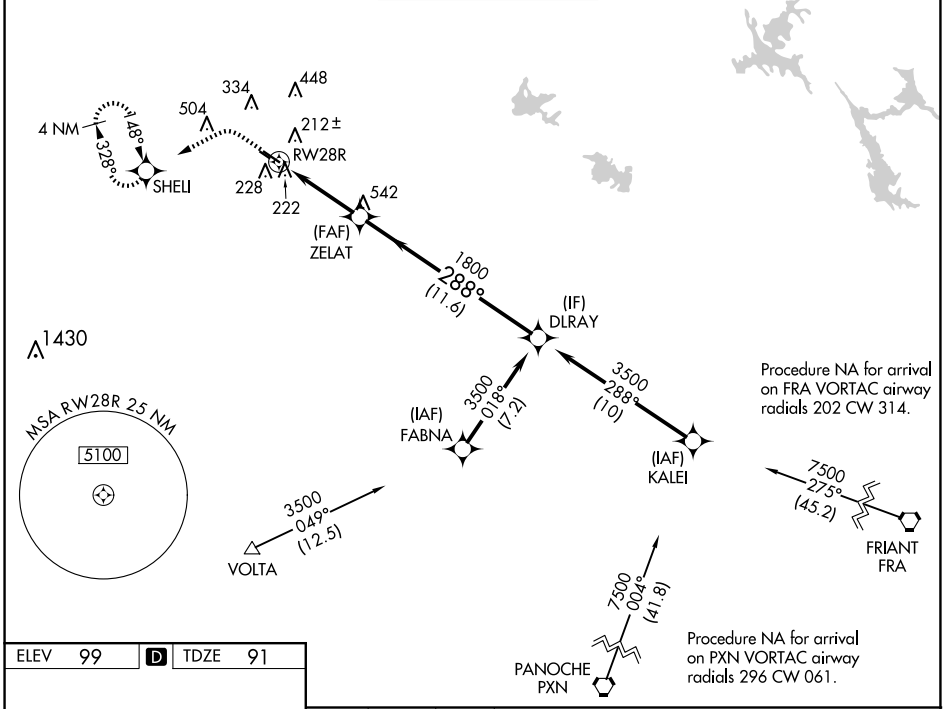 448
334
504
4 NM
212±
148°
328°
SHELI
RW28R
228
222
542
(FAF)
ZELAT
1800
288°
(11.6)
(IF)
DLRAY
1430
3500
288°
(10)
Procedure NA for arrival
on FRA VORTAC airway
radials 202 CW 314.
3500
018°
(7.2)
(IAF)
FABNA
(IAF)
KALEI
MSA RW28R 25 NM
5100
7500
275°
(45.2)
FRIANT
FRA
3500
049°
(12.5)
VOLTA
7500
004°
(41.8)
Procedure NA for arrival
on PXN VORTAC airway
radials 296 CW 061.
PANOCHE
PXN
ELEV 99 D TDZE 91